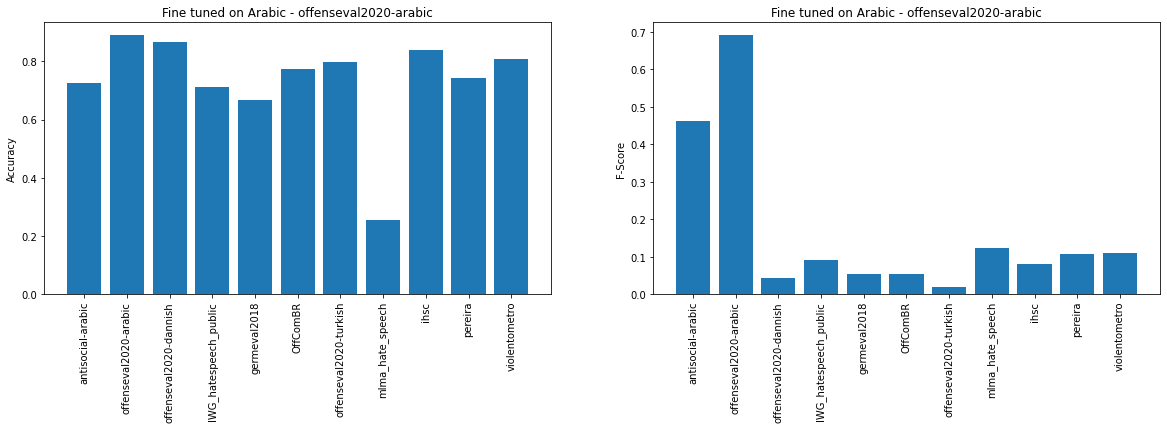 Fine tuned on Arabic - offenseval2020-arabic
Accuracy
0.8
0.6
0.4
0.2
0.0
antisocial-arabic
offenseval2020-arabic
offenseval2020-dannish
IWG_hatespeech_public
germeval2018
OffComBR
offenseval2020-turkish
mlma_hate_speech
ihsc
pereira
violentometro
Fine tuned on Arabic - offenseval2020-arabic
F-Score
0.7
0.6
0.5
0.4
0.3
0.2
0.1
0.0
antisocial-arabic
offenseval2020-arabic
offenseval2020-dannish
IWG_hatespeech_public
germeval2018
OffComBR
offenseval2020-turkish
mlma_hate_speech
ihsc
pereira
violentometro